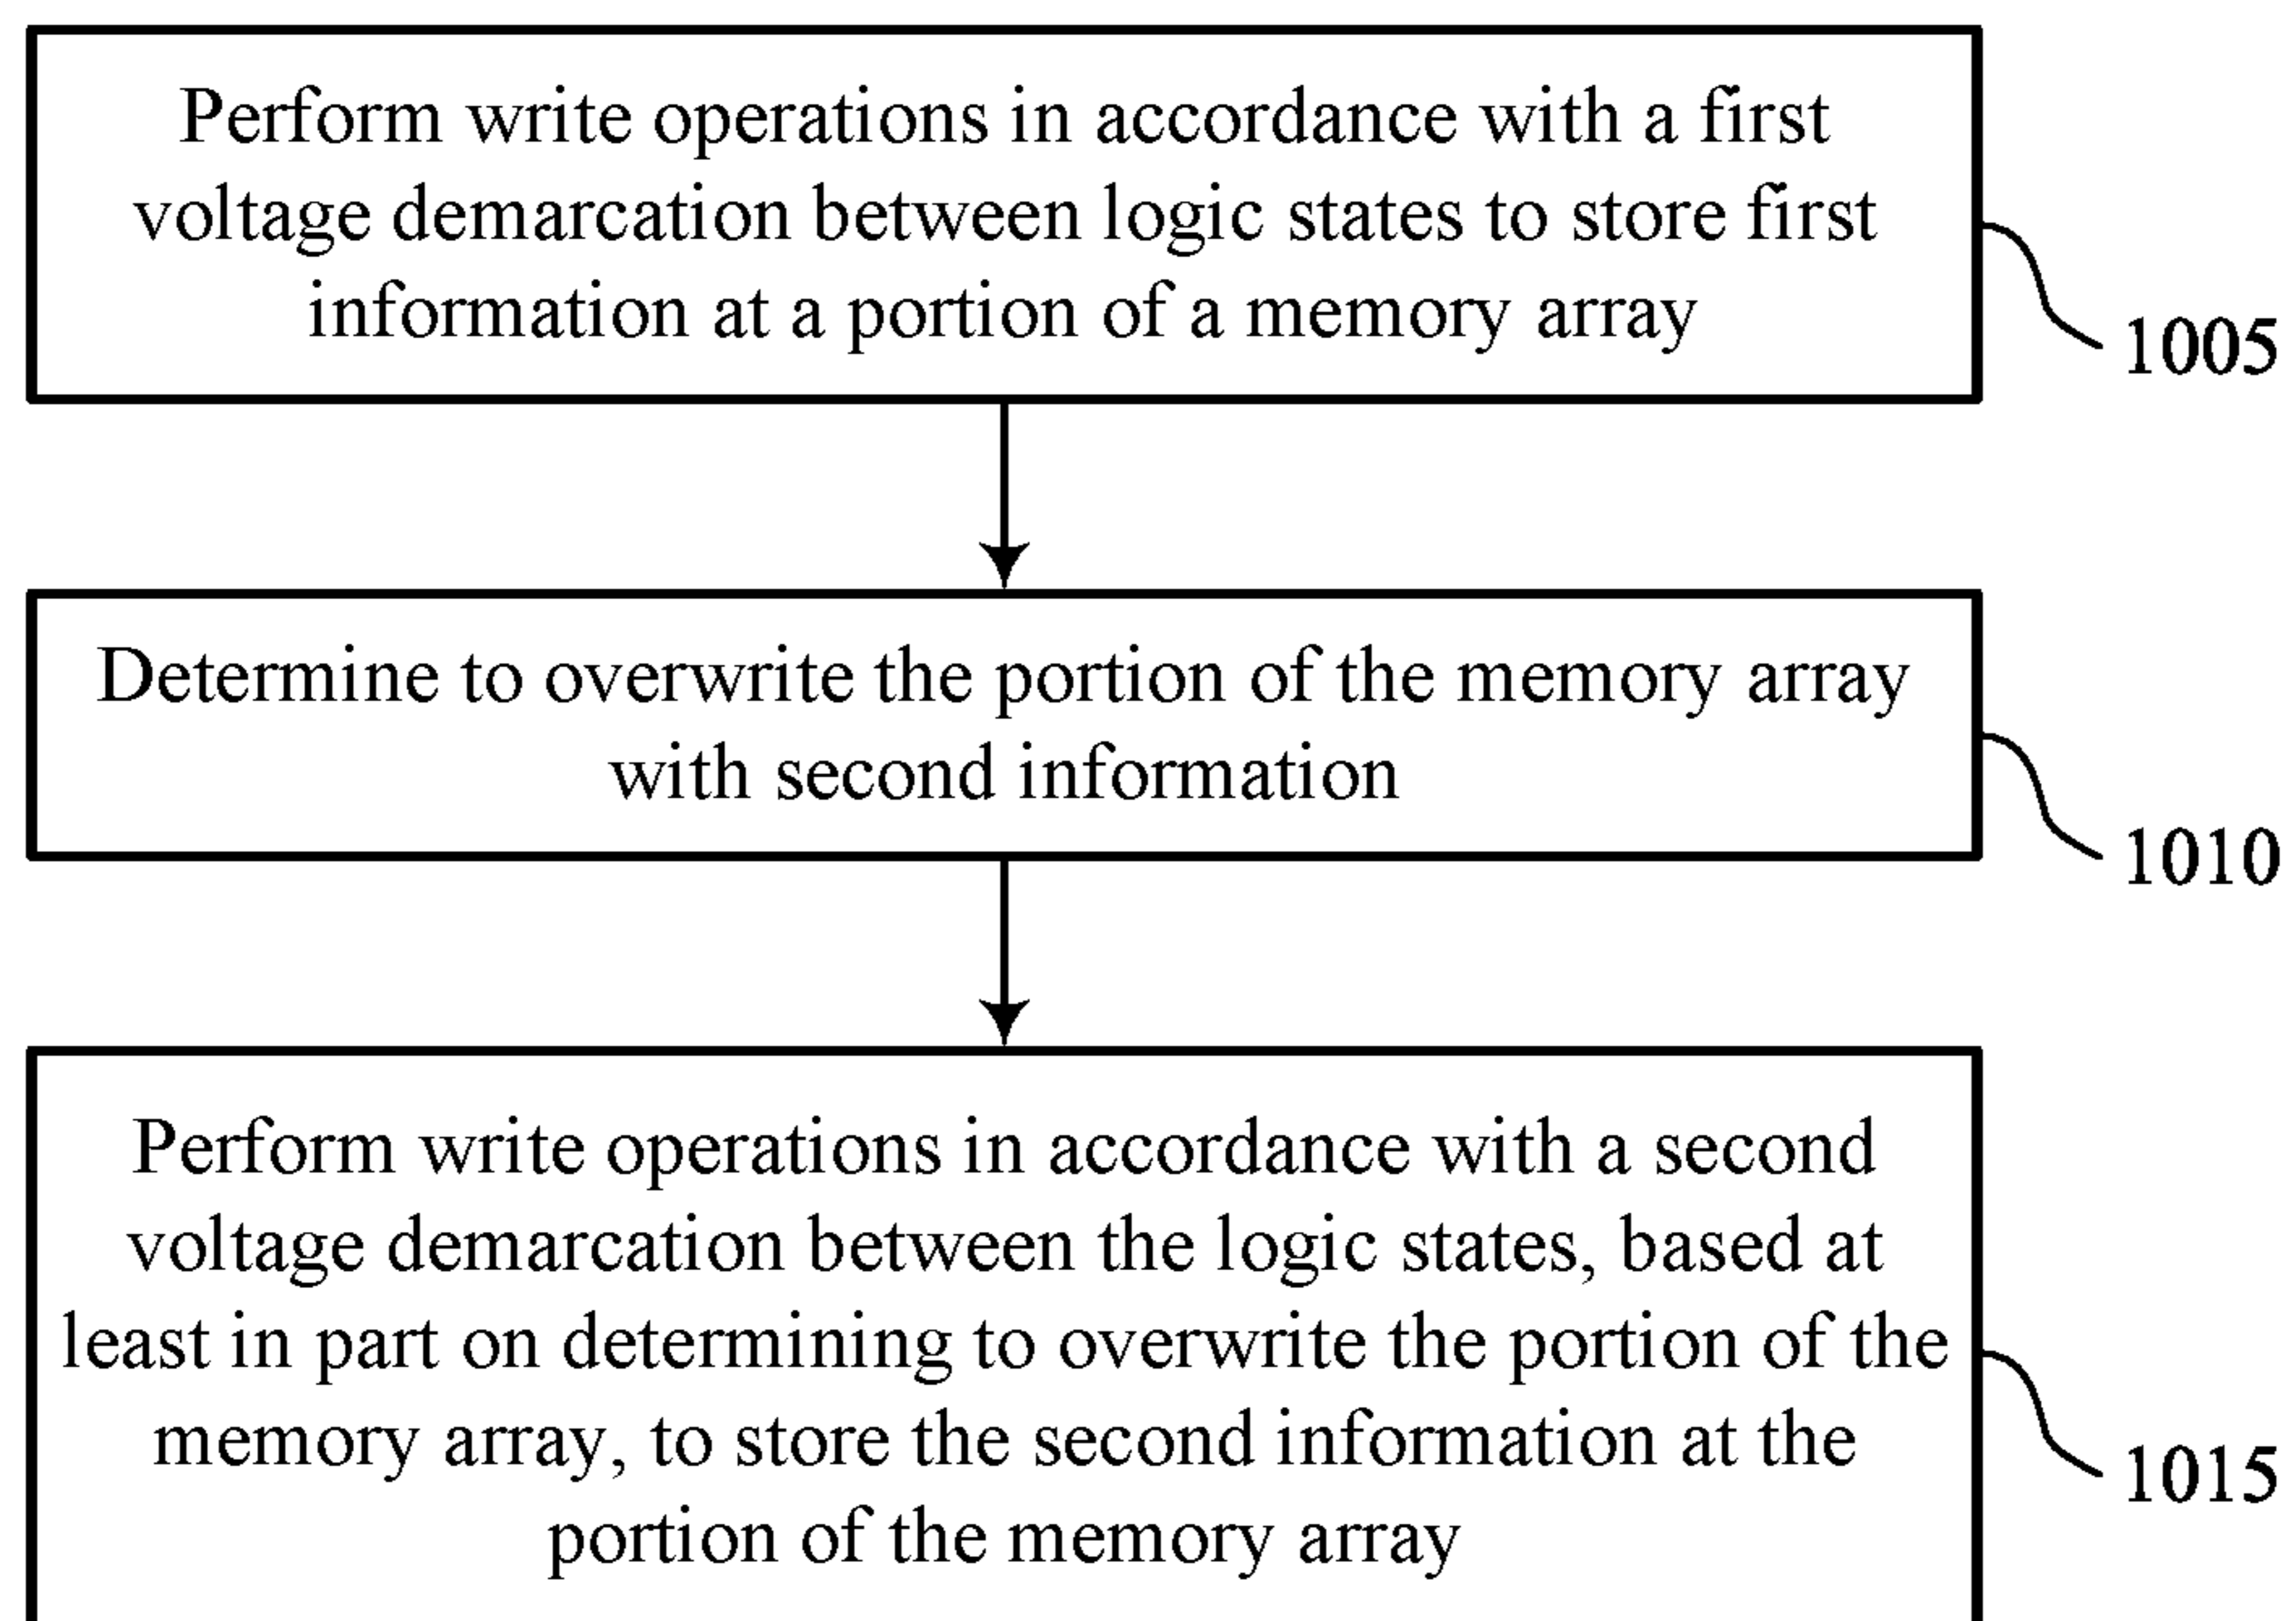 Perform write operations in accordance with a first
voltage demarcation between logic states to store first
information at a portion of a memory array
1005
Determine to overwrite the portion of the memory array
with second information
1010
Perform write operations in accordance with a second
voltage demarcation between the logic states, based at
least in part on determining to overwrite the portion of the
memory array, to store the second information at the
portion of the memory array
1015